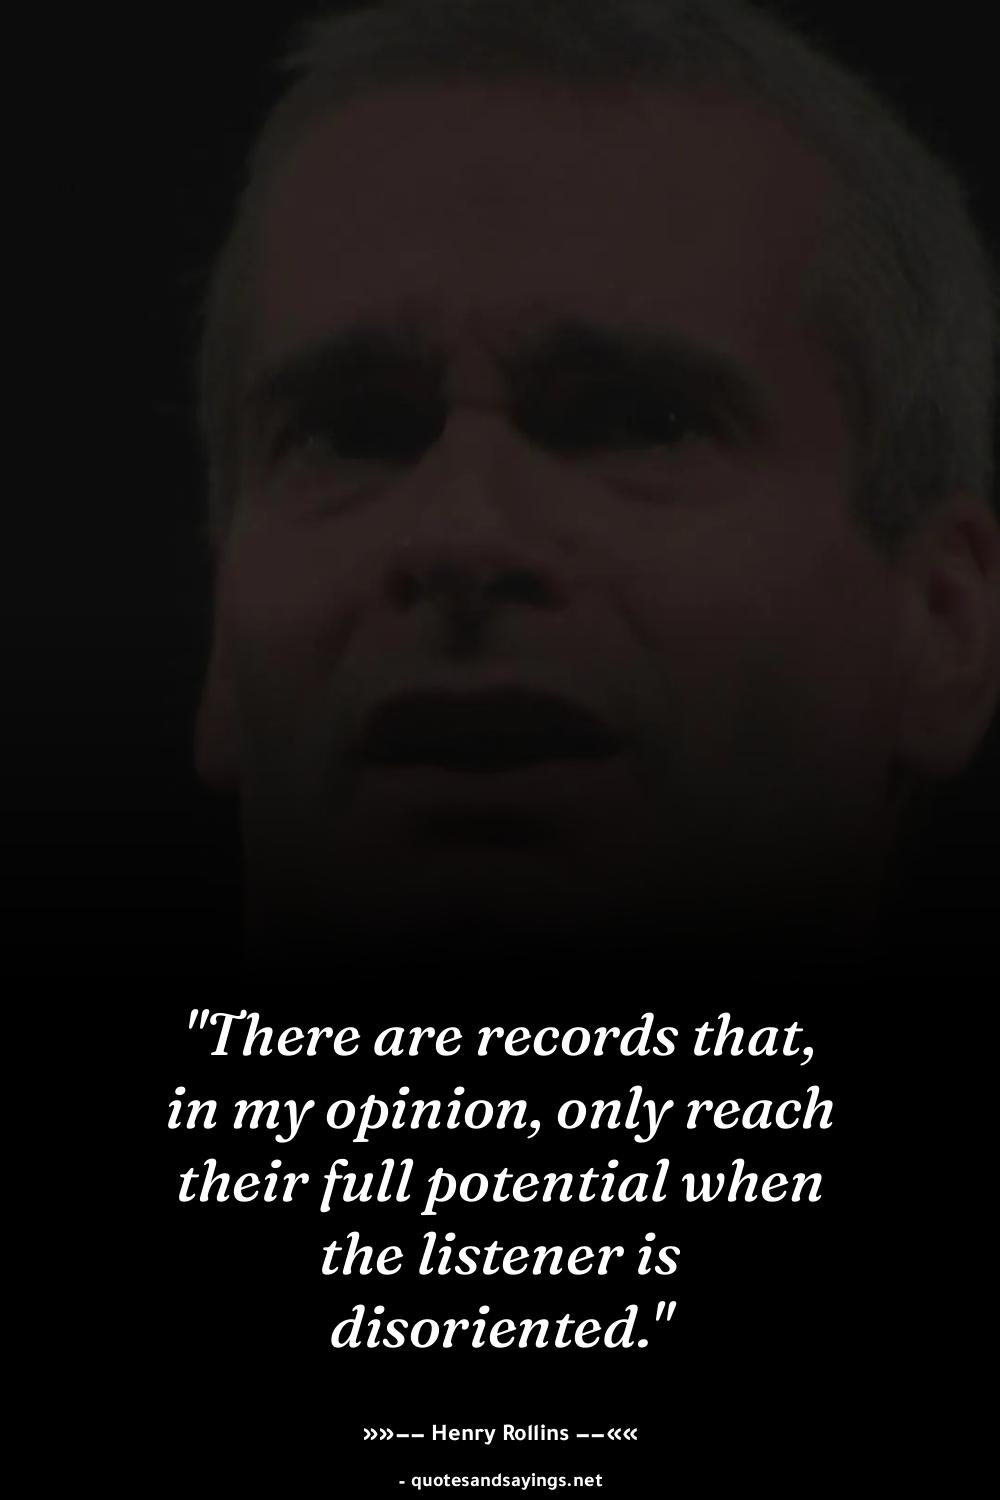 "There are records that,
in my opinion, only reach
their full potential when
the listener is
disoriented."
»»–– Henry Rollins ––««
- quotesandsayings.net